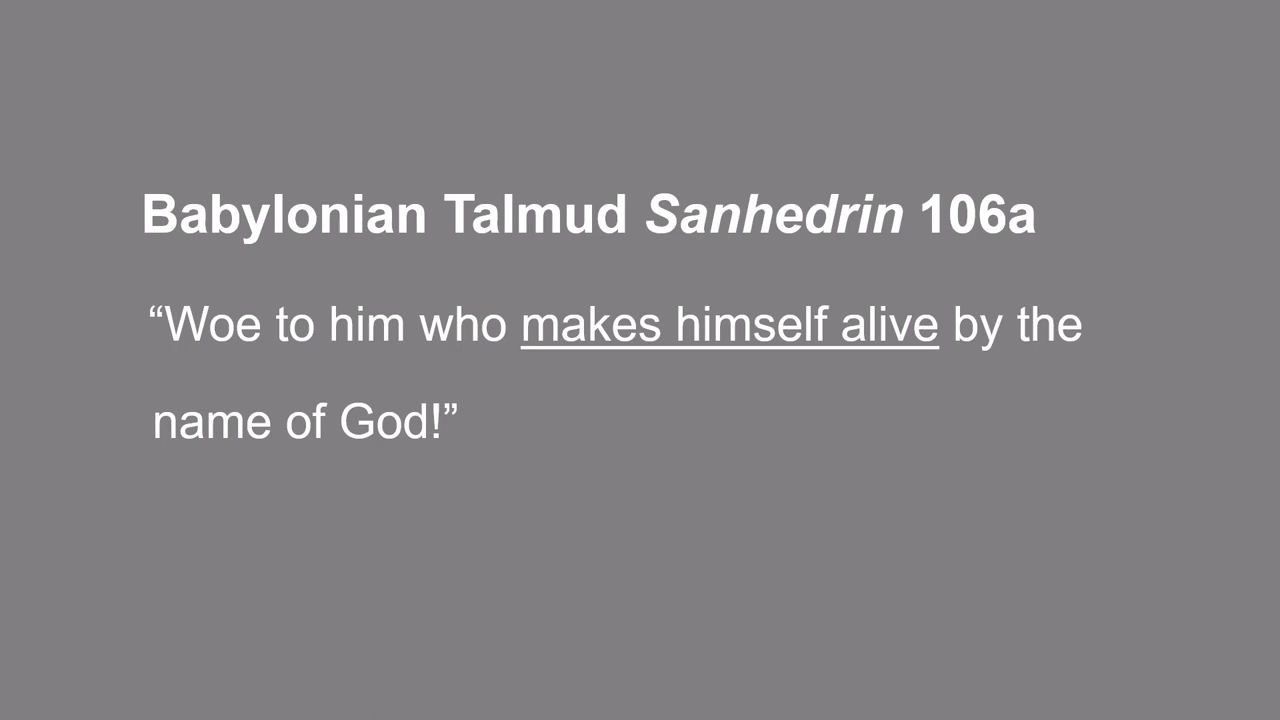 Babylonian Talmud Sanhedrin 106a
“Woe to him who makes himself alive by the
name of God!”